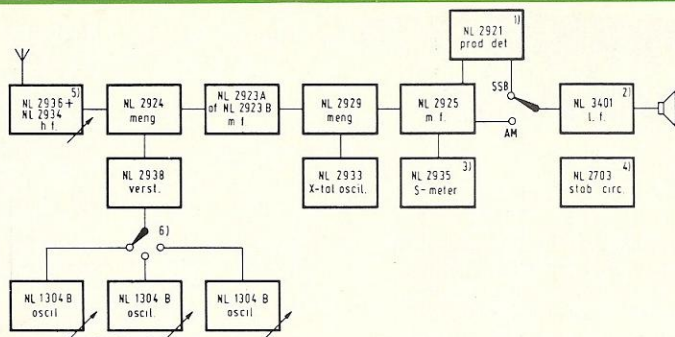 1)
NL 2921
prod det
5)
NL 2936+
NL 2934
h f.
NL 2924
meng
NL 2923A
of NL 2923 B
m f
NL 2929
meng
NL 2925
m f.
SSB
AM
2)
NL 3401
l. f.
NL 2938
verst.
NL 2933
X-tal oscil.
3)
NL 2935
S-meter
4)
NL 2703
stab circ.
6)
NL 1304 B
oscil
NL 1304 B
oscil.
NL 1304 B
oscil